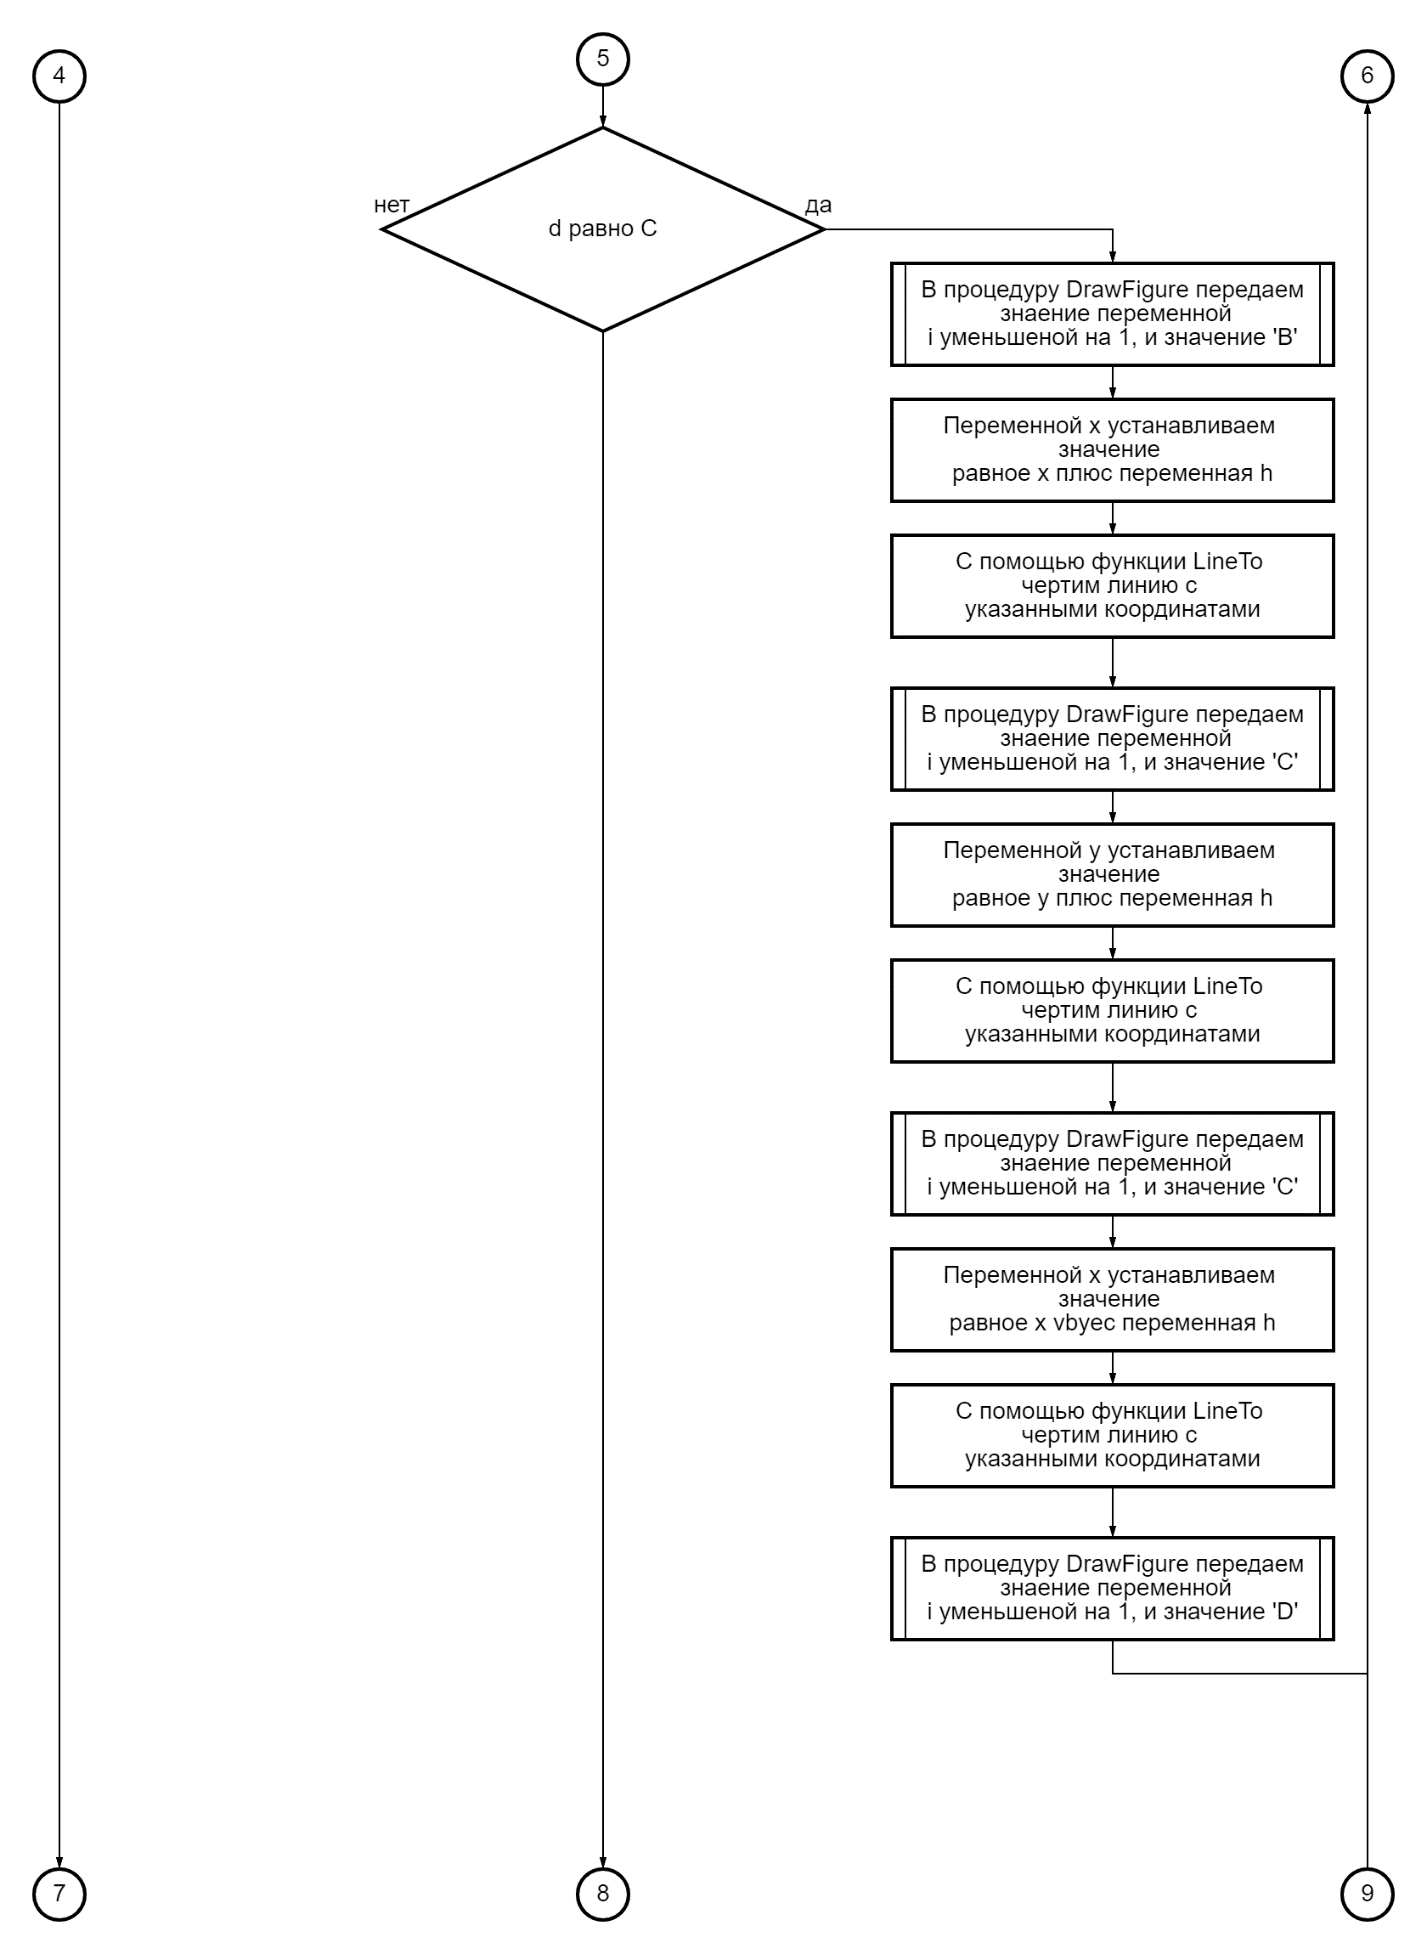 4
5
6
нет
да
d равно C
В процедуру DrawFigure передаем
знаение переменной
i уменьшеной на 1, и значение 'B'
Переменной x устанавливаем
значение
равное x плюс переменная h
С помощью функции LineTo
чертим линию с
указанными координатами
В процедуру DrawFigure передаем
знаение переменной
i уменьшеной на 1, и значение 'C'
Переменной y устанавливаем
значение
равное y плюс переменная h
С помощью функции LineTo
чертим линию с
указанными координатами
В процедуру DrawFigure передаем
знаение переменной
i уменьшеной на 1, и значение 'C'
Переменной x устанавливаем
значение
равное x vbyec переменная h
С помощью функции LineTo
чертим линию с
указанными координатами
В процедуру DrawFigure передаем
знаение переменной
i уменьшеной на 1, и значение 'D'
7
8
9